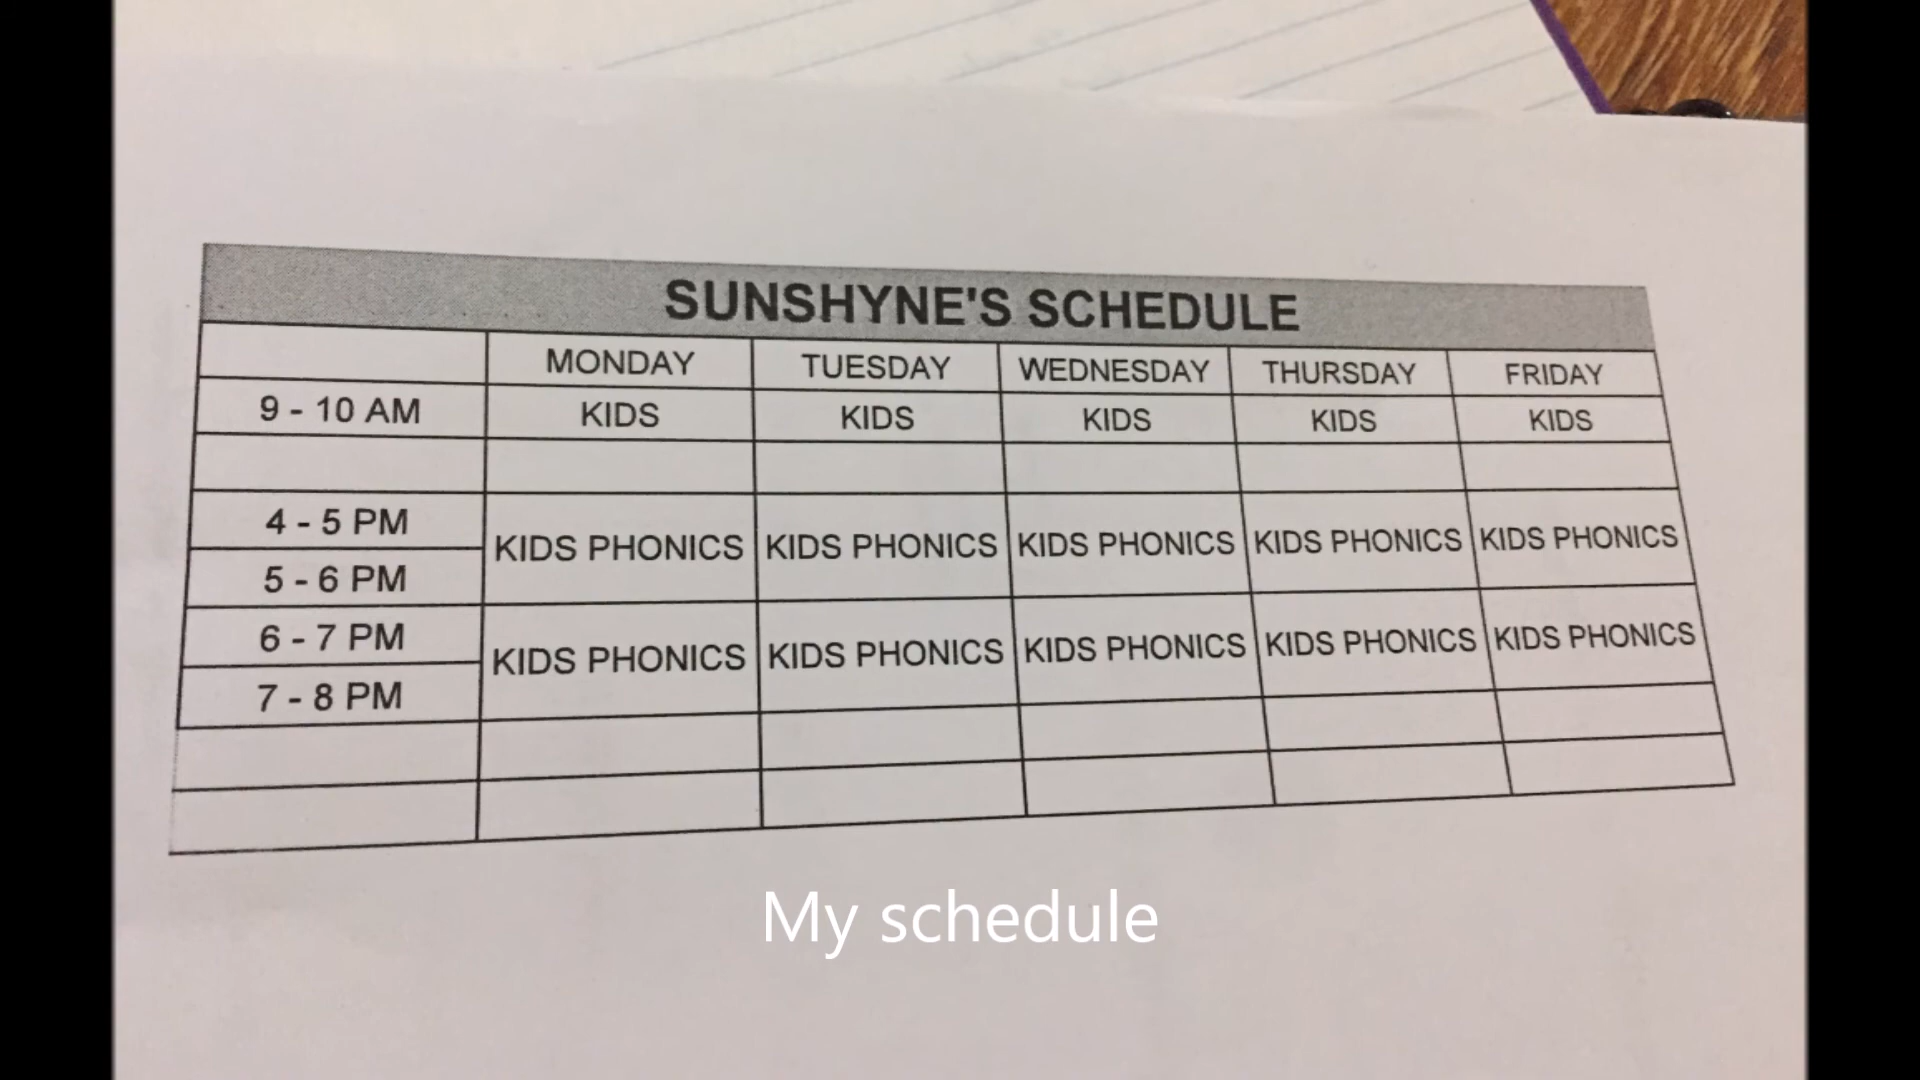 SUNSHYNE'S SCHEDULE
MONDAY TUESDAY WEDNESDAY THURSDAY FRIDAY
9 - 10 AM KIDS KIDS KIDS KIDS KIDS
4 - 5 PM
KIDS PHONICS KIDS PHONICS KIDS PHONICS KIDS PHONICS KIDS PHONICS
5 - 6 PM
6 - 7 PM
KIDS PHONICS KIDS PHONICS KIDS PHONICS KIDS PHONICS KIDS PHONICS
7 - 8 PM
My schedule